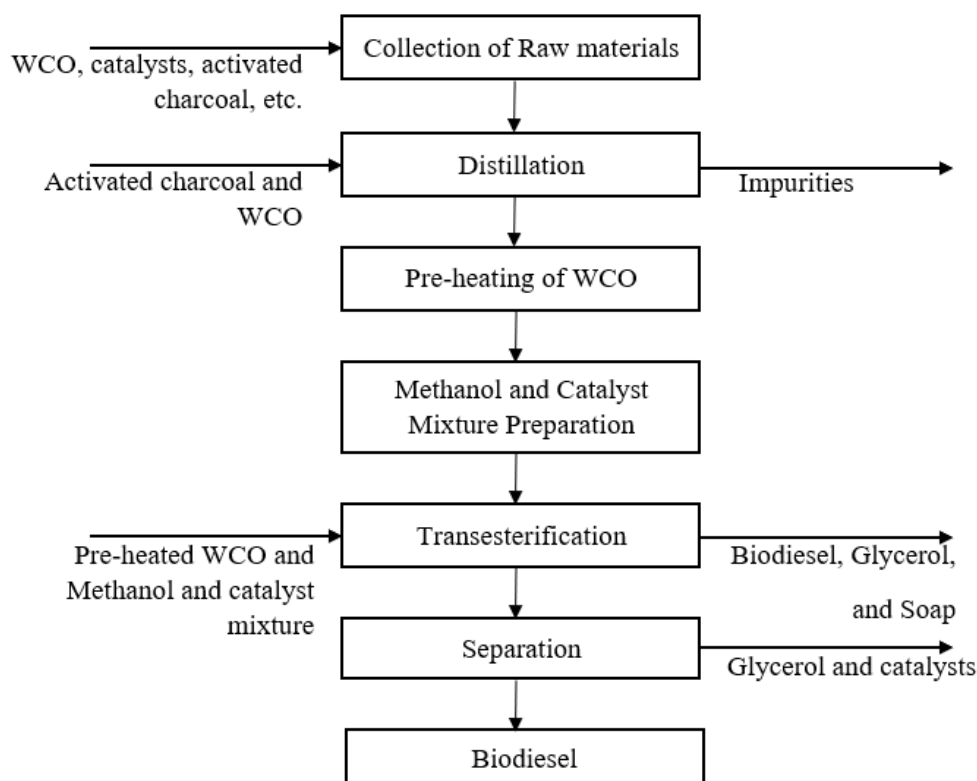 Collection of Raw materials
WCO, catalysts, activated
charcoal, etc.
Distillation
Activated charcoal and
WCO
Impurities
Pre-heating of WCO
Methanol and Catalyst
Mixture Preparation
Transesterification
Pre-heated WCO and
Methanol and catalyst
mixture
Biodiesel, Glycerol,
and Soap
Separation
Glycerol and catalysts
Biodiesel